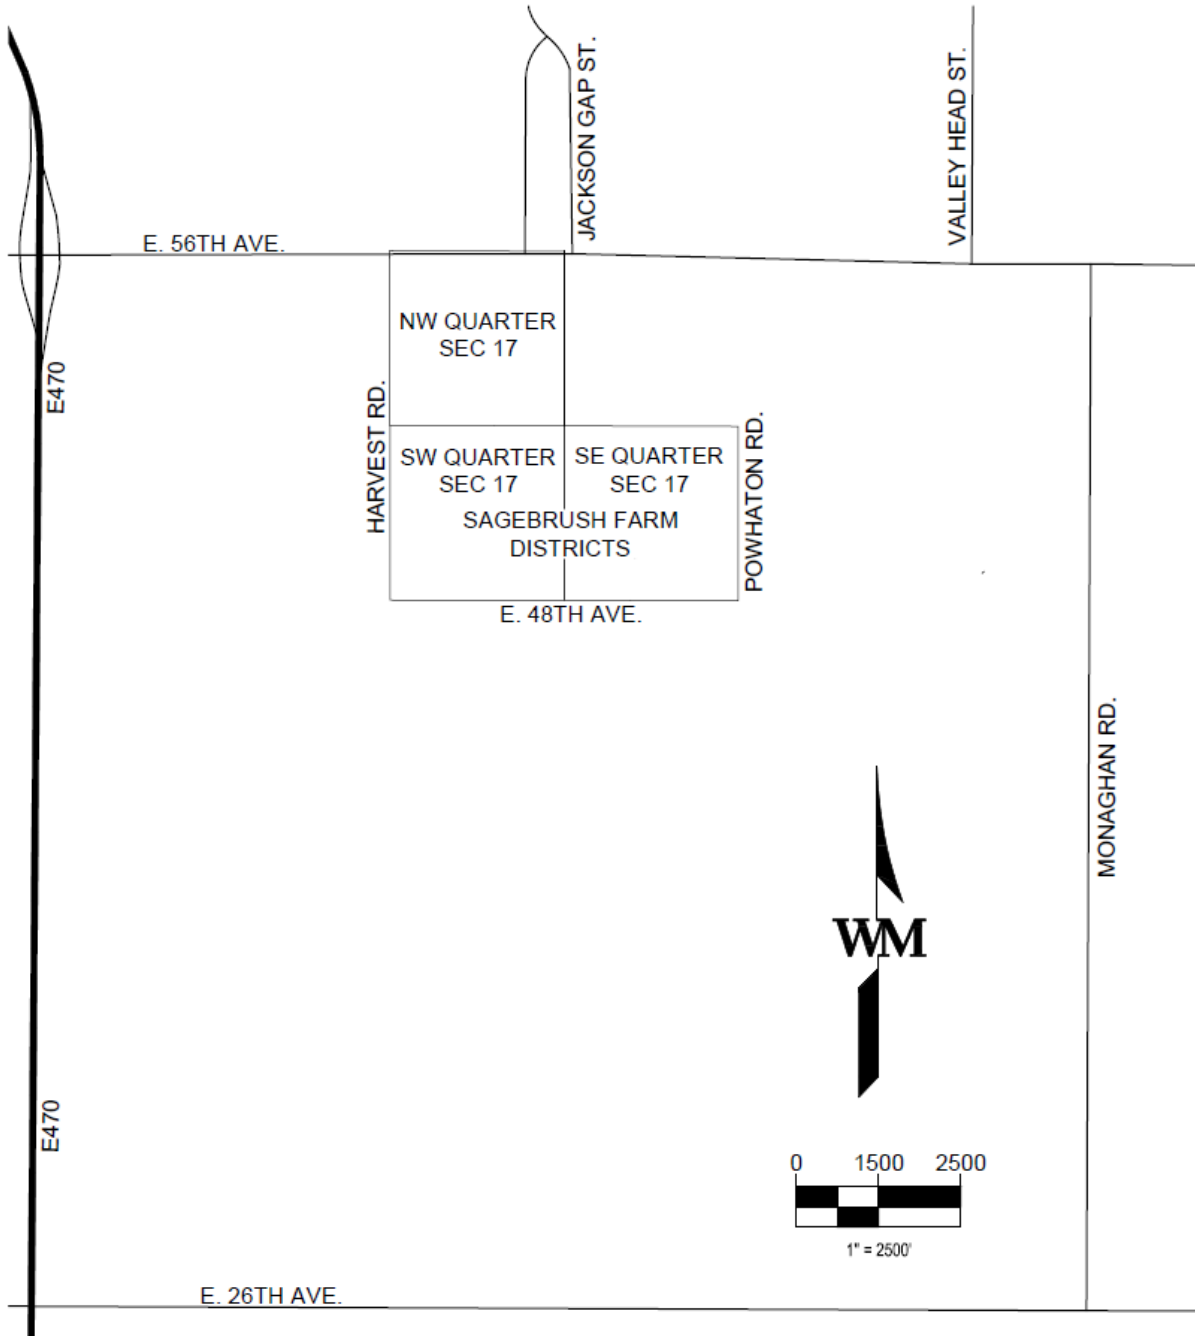 JACKSON GAP ST.
VALLEY HEAD ST.
E. 56TH AVE.
NW QUARTER
SEC 17
E470
HARVEST RD.
SW QUARTER
SEC 17
SE QUARTER
SEC 17
POWHATON RD.
SAGEBRUSH FARM
DISTRICTS
E. 48TH AVE.
MONAGHAN RD.
WM
E470
0 1500 2500
1" = 2500'
E. 26TH AVE.